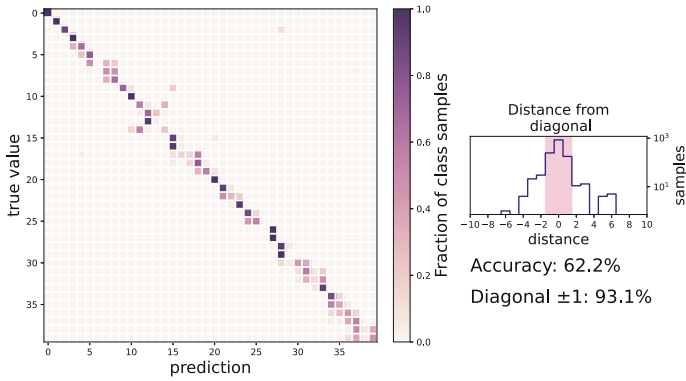 0
5
10
15
20
25
30
35
true value
0 5 10 15 20 25 30 35
prediction
1.0
0.8
0.6
0.4
0.2
0.0
Fraction of class samples
Distance from
diagonal
10³
10¹
samples
−10 −8 −6 −4 −2 0 2 4 6 8 10
distance
Accuracy: 62.2%
Diagonal ±1: 93.1%